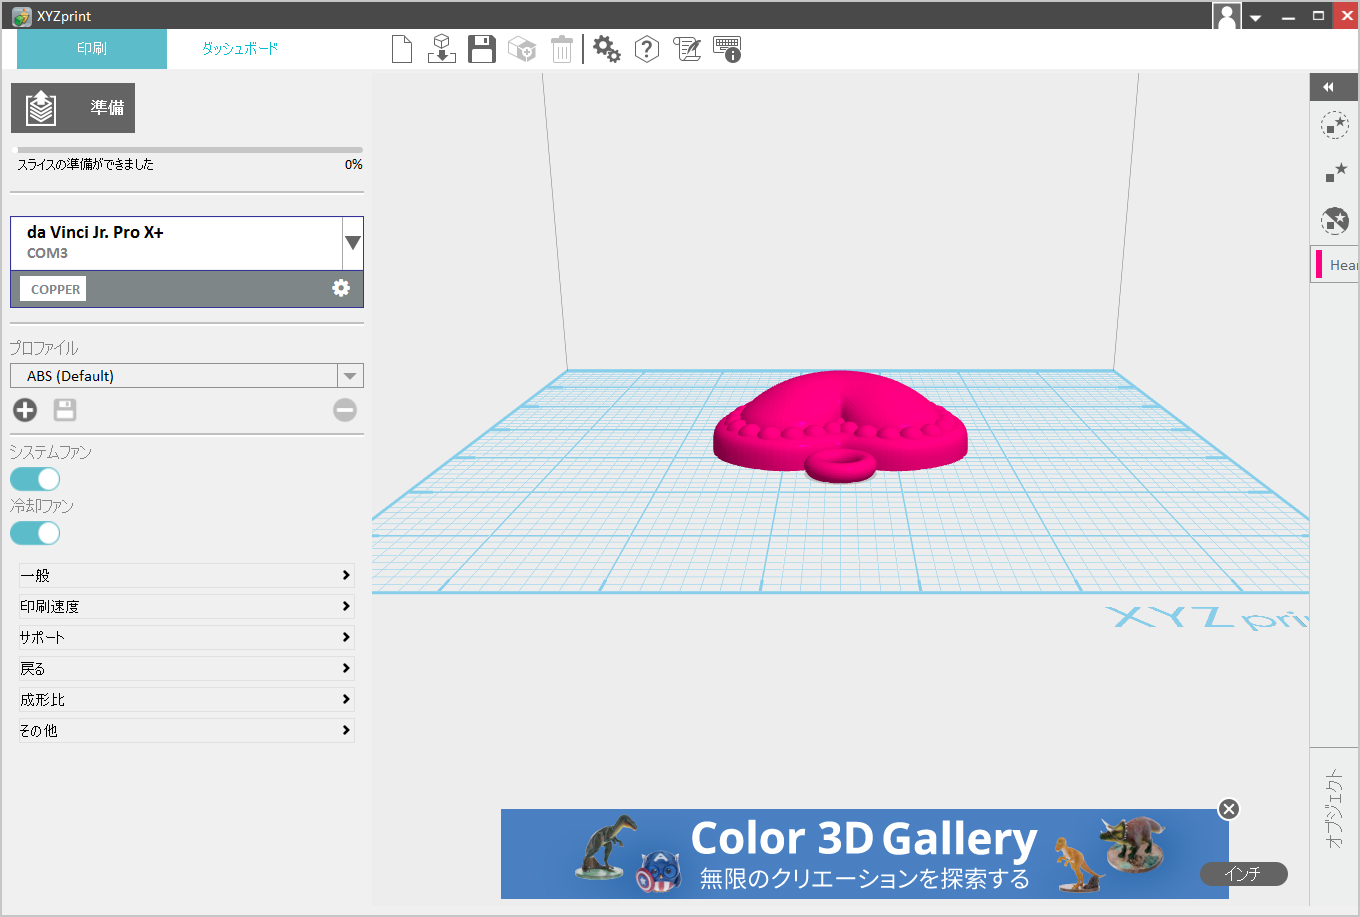 XYZprint
印刷
ダッシュボード
準備
スライスの準備ができました
0%
da Vinci Jr. Pro X+
COM3
COPPER
プロファイル
ABS (Default)
システムファン
冷却ファン
一般
印刷速度
サポート
戻る
成形比
その他
Hear
XYZprin
オブジェクト
Color 3D Gallery
無限のクリエーションを探索する
インチ